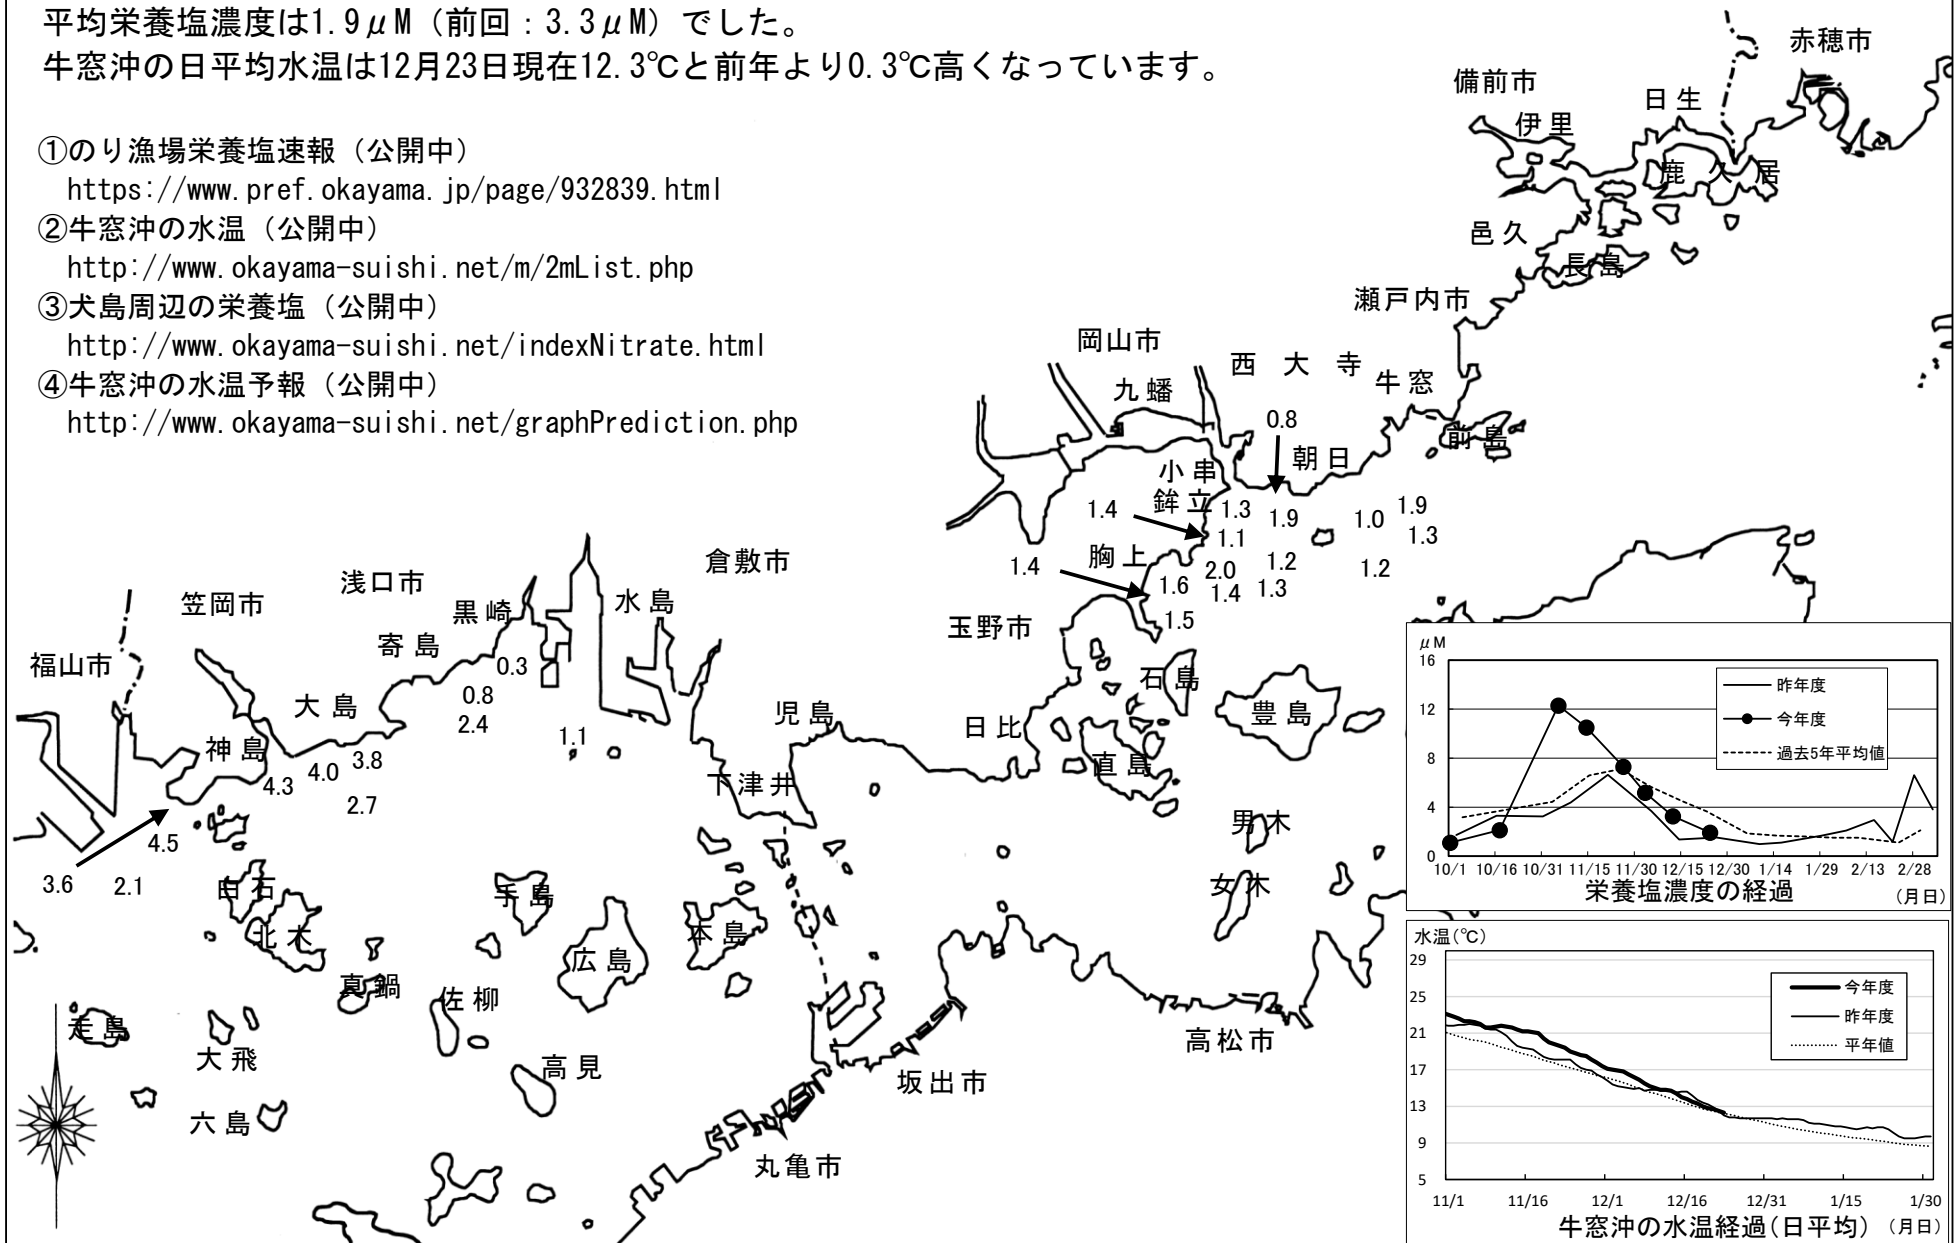 平均栄養塩濃度は1.9μM（前回：3.3μM）でした。
牛窓沖の日平均水温は12月23日現在12.3℃と前年より0.3℃高くなっています。
①のり漁場栄養塩速報（公開中）
https://www.pref.okayama.jp/page/932839.html
②牛窓沖の水温（公開中）
http://www.okayama-suishi.net/m/2mList.php
③犬島周辺の栄養塩（公開中）
http://www.okayama-suishi.net/indexNitrate.html
④牛窓沖の水温予報（公開中）
http://www.okayama-suishi.net/graphPrediction.php
赤穂市
備前市
日生
伊里
鹿久居
邑久
長島
瀬戸内市
岡山市
西大寺
牛窓
九蟠
0.8
前島
朝日
小串
鉾立
1.4
1.3
1.9
1.0
1.9
1.3
1.1
胸上
1.4
1.2
1.2
2.0
1.6
1.4
1.3
1.5
倉敷市
浅口市
笠岡市
黒崎
水島
玉野市
寄島
福山市
0.3
石島
0.8
大島
2.4
児島
日比
豊島
1.1
神島
3.8
4.0
4.3
直島
下津井
2.7
男木
4.5
3.6
2.1
白石
手島
女木
北木
本島
広島
真鍋
佐柳
走島
大飛
高見
高松市
坂出市
六島
丸亀市
μM
16
12
8
4
0
昨年度
今年度
過去5年平均値
10/1 10/16 10/31 11/15 11/30 12/15 12/30 1/14 1/29 2/13 2/28
栄養塩濃度の経過
（月日）
水温(℃)
29
25
21
17
13
9
5
今年度
昨年度
平年値
11/1 11/16 12/1 12/16 12/31 1/15 1/30
牛窓沖の水温経過(日平均)
（月日）